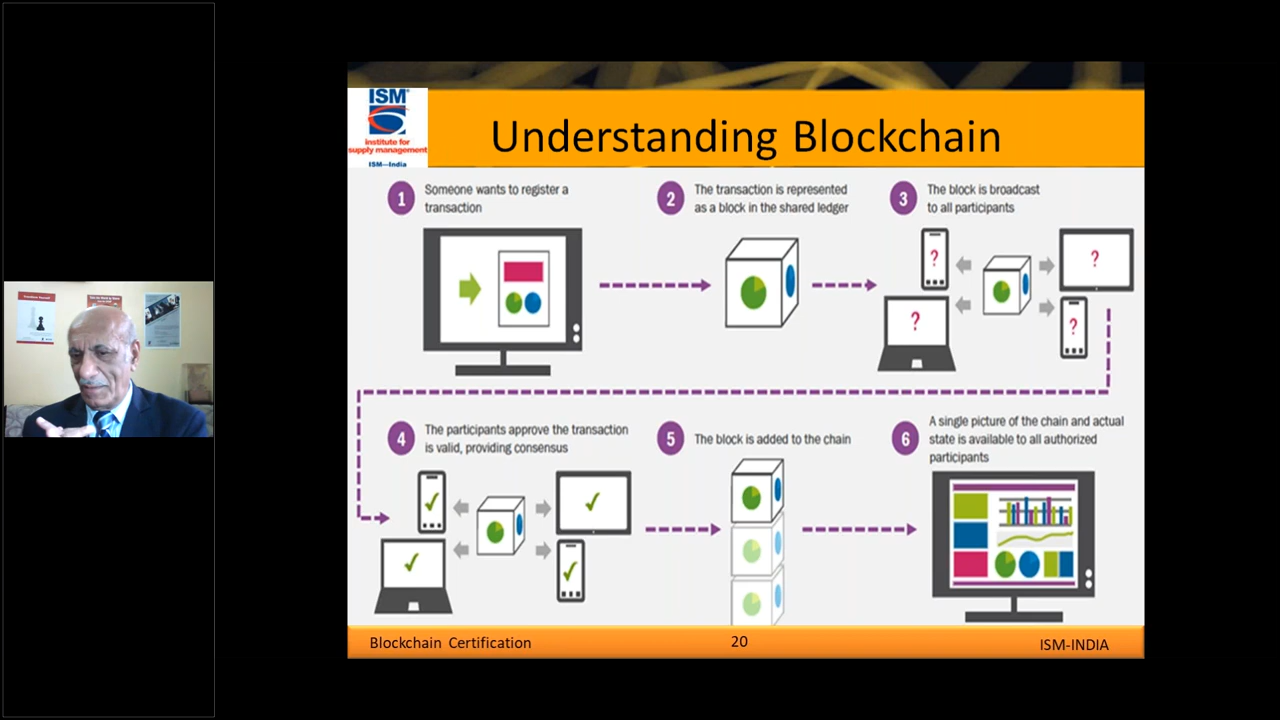 ISM®
institute for
supply management
ISM—India
Understanding Blockchain
1
Someone wants to register a
transaction
2
The transaction is represented
as a block in the shared ledger
3
The block is broadcast
to all participants
?
?
?
?
4
The participants approve the transaction
is valid, providing consensus
5
The block is added to the chain
6
A single picture of the chain and actual
state is available to all authorized
participants
Blockchain Certification
20
ISM-INDIA